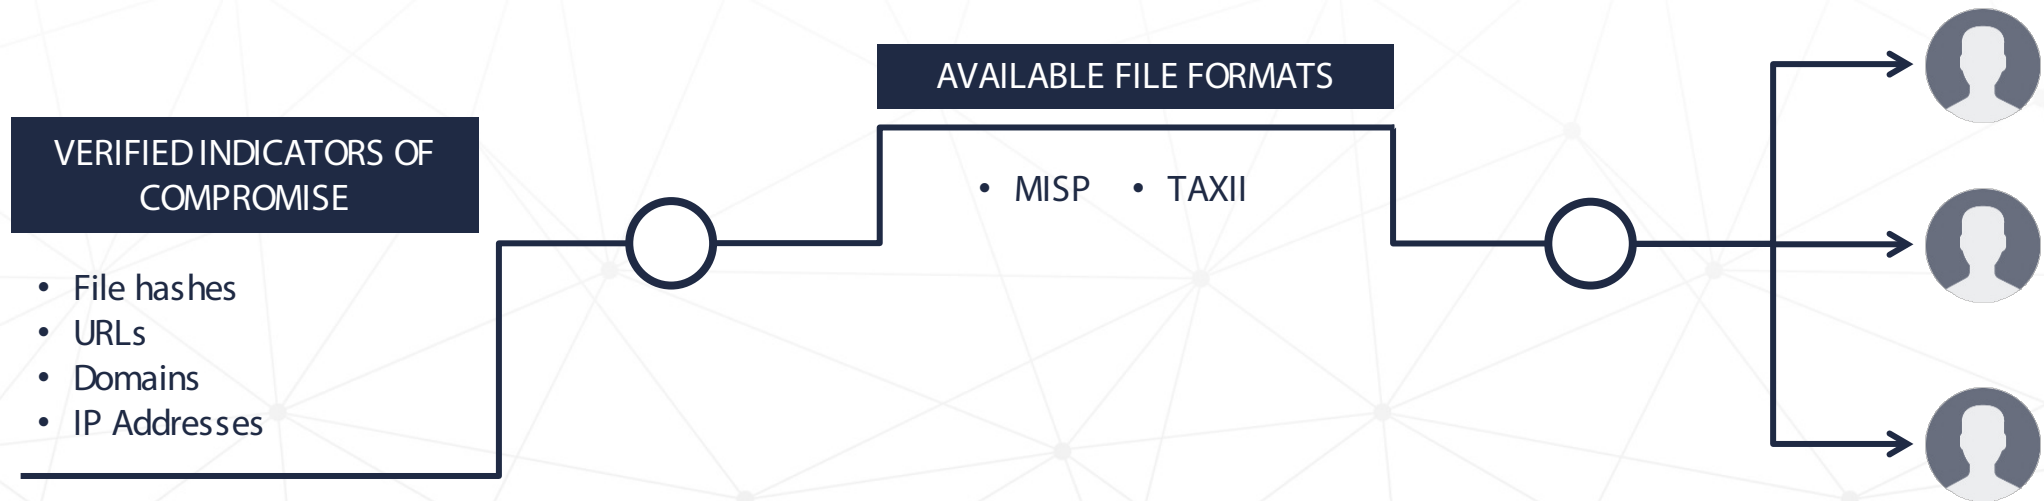 VERIFIED INDICATORS OF
COMPROMISE
• File hashes
• URLs
• Domains
• IP Addresses
AVAILABLE FILE FORMATS
• MISP • TAXII